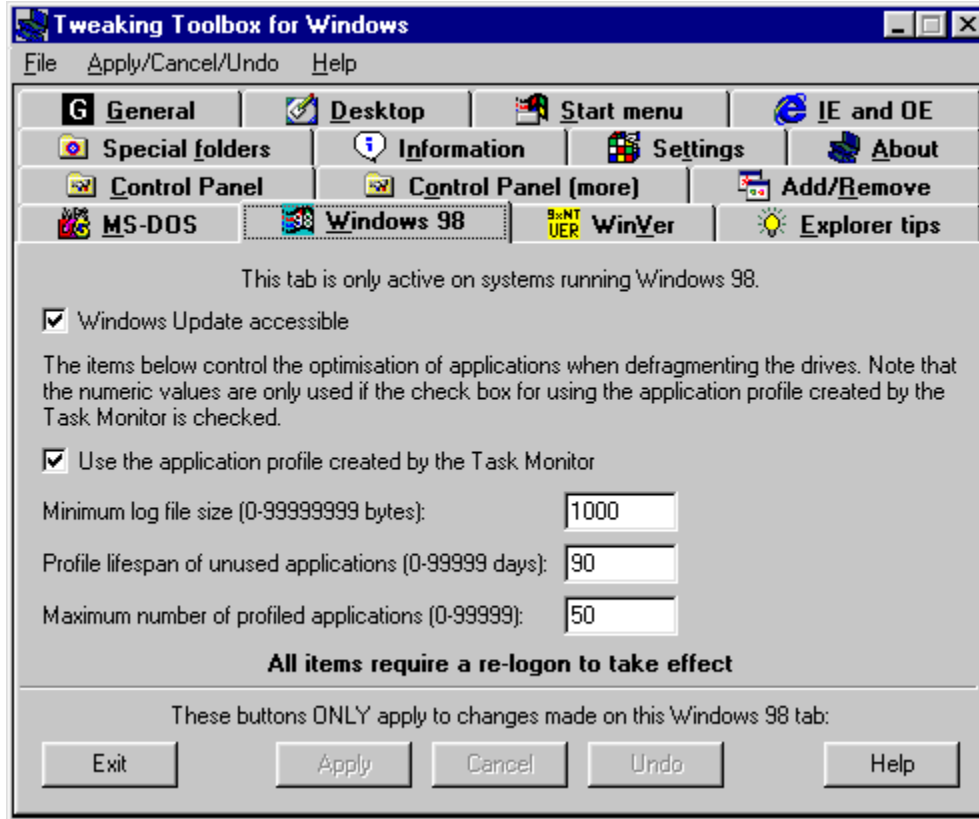 Tweaking Toolbox for Windows
File Apply/Cancel/Undo Help
G General Desktop Start menu IE and OE
Special folders Information Settings About
Control Panel Control Panel (more) Add/Remove
MS-DOS Windows 98 9xNT VER WinVer Explorer tips
This tab is only active on systems running Windows 98.
Windows Update accessible
The items below control the optimisation of applications when defragmenting the drives. Note that
the numeric values are only used if the check box for using the application profile created by the
Task Monitor is checked.
Use the application profile created by the Task Monitor
Minimum log file size (0-99999999 bytes): 1000
Profile lifespan of unused applications (0-99999 days): 90
Maximum number of profiled applications (0-99999): 50
All items require a re-logon to take effect
These buttons ONLY apply to changes made on this Windows 98 tab:
Exit Apply Cancel Undo Help